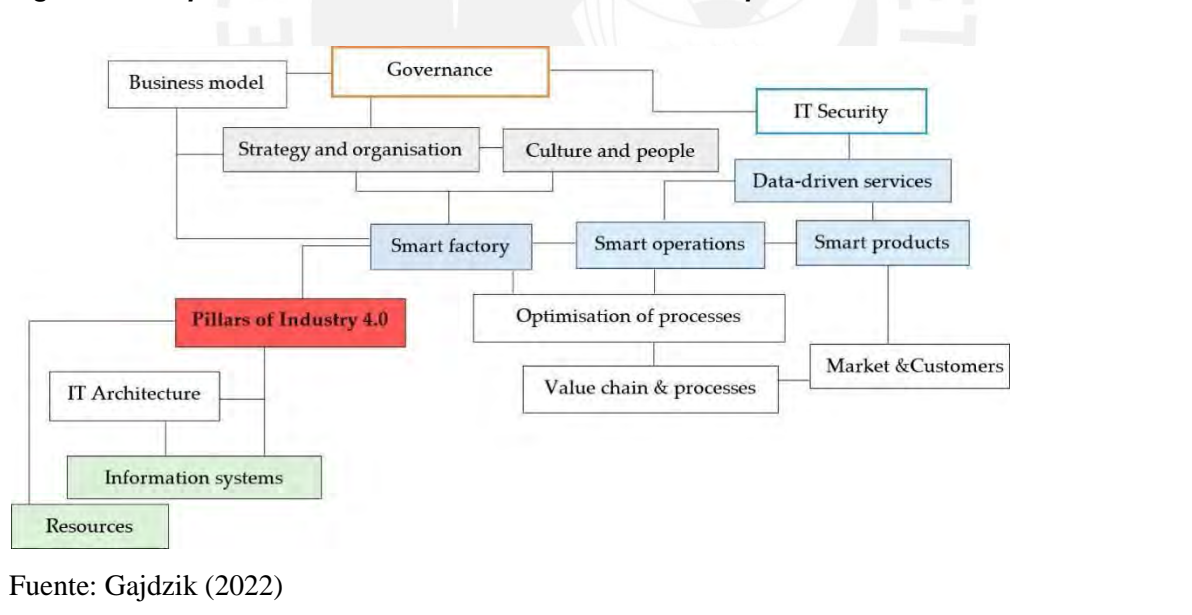 Governance
Business model
IT Security
Strategy and organisation
Culture and people
Data-driven services
Smart factory
Smart operations
Smart products
Pillars of Industry 4.0
Optimisation of processes
Market &Customers
IT Architecture
Value chain & processes
Information systems
Resources
Fuente: Gajdzik (2022)